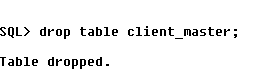 SQL> drop table client_master;
Table dropped.